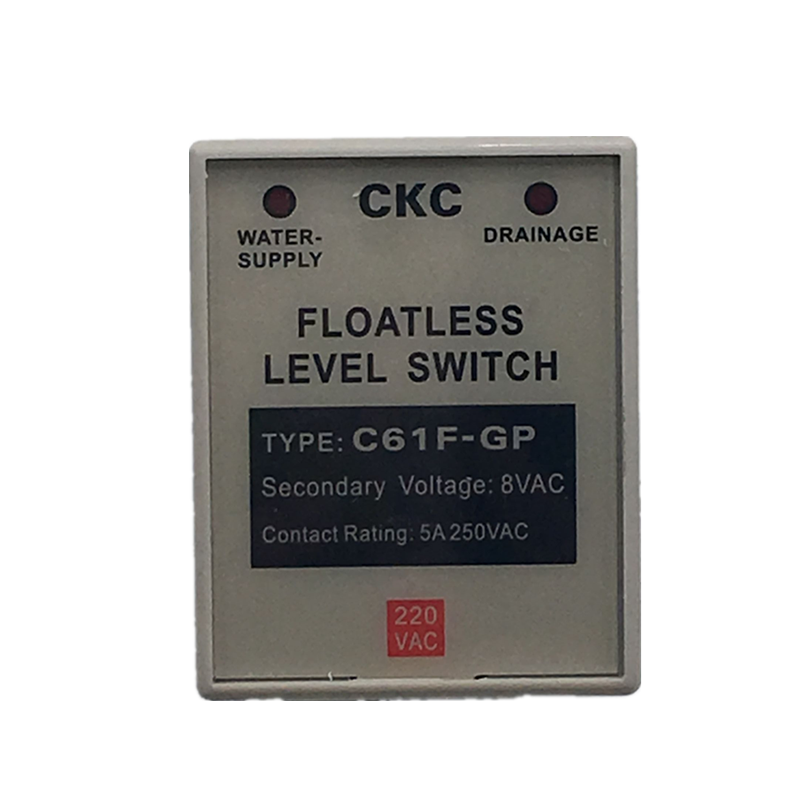 CKC
WATER-
SUPPLY
DRAINAGE
FLOATLESS
LEVEL SWITCH
TYPE: C61F-GP
Secondary Voltage: 8VAC
Contact Rating: 5A 250VAC
220
VAC